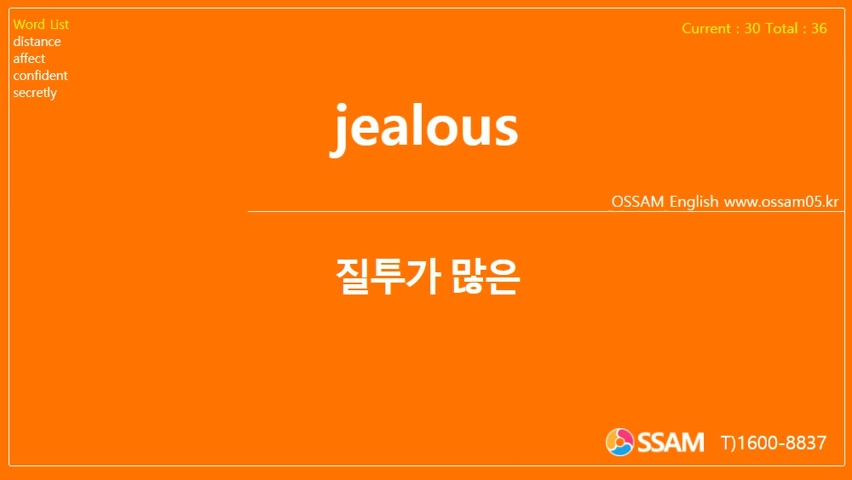 Word List
distance
affect
confident
secretly
Current : 30 Total : 36
jealous
OSSAM English www.ossam05.kr
질투가 많은
OSSAM T)1600-8837